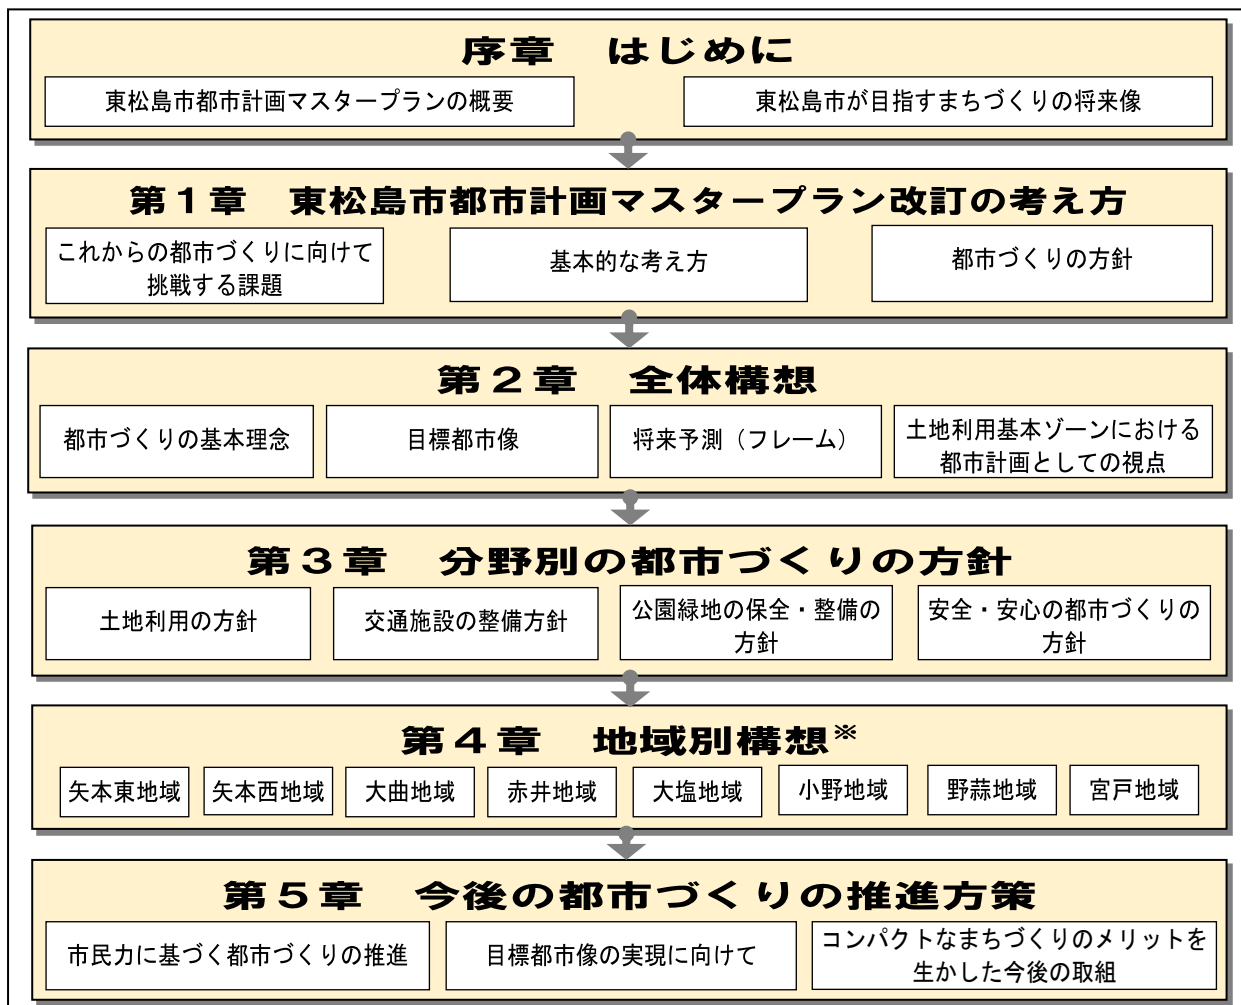 序章　はじめに
東松島市都市計画マスタープランの概要
東松島市が目指すまちづくりの将来像
第１章　東松島市都市計画マスタープラン改訂の考え方
これからの都市づくりに向けて
挑戦する課題
基本的な考え方
都市づくりの方針
第２章　全体構想
都市づくりの基本理念
目標都市像
将来予測（フレーム）
土地利用基本ゾーンにおける
都市計画としての視点
第３章　分野別の都市づくりの方針
土地利用の方針
交通施設の整備方針
公園緑地の保全・整備の
方針
安全・安心の都市づくりの
方針
第４章　地域別構想※
矢本東地域
矢本西地域
大曲地域
赤井地域
大塩地域
小野地域
野蒜地域
宮戸地域
第５章　今後の都市づくりの推進方策
市民力に基づく都市づくりの推進
目標都市像の実現に向けて
コンパクトなまちづくりのメリットを
生かした今後の取組